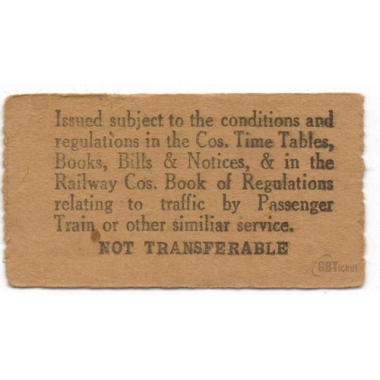 Issued subject to the conditions and
regulations in the Cos. Time Tables,
Books, Bills & Notices, & in the
Railway Cos. Book of Regulations
relating to traffic by Passenger
Train or other similiar service.
NOT TRANSFERABLE
GBTicket